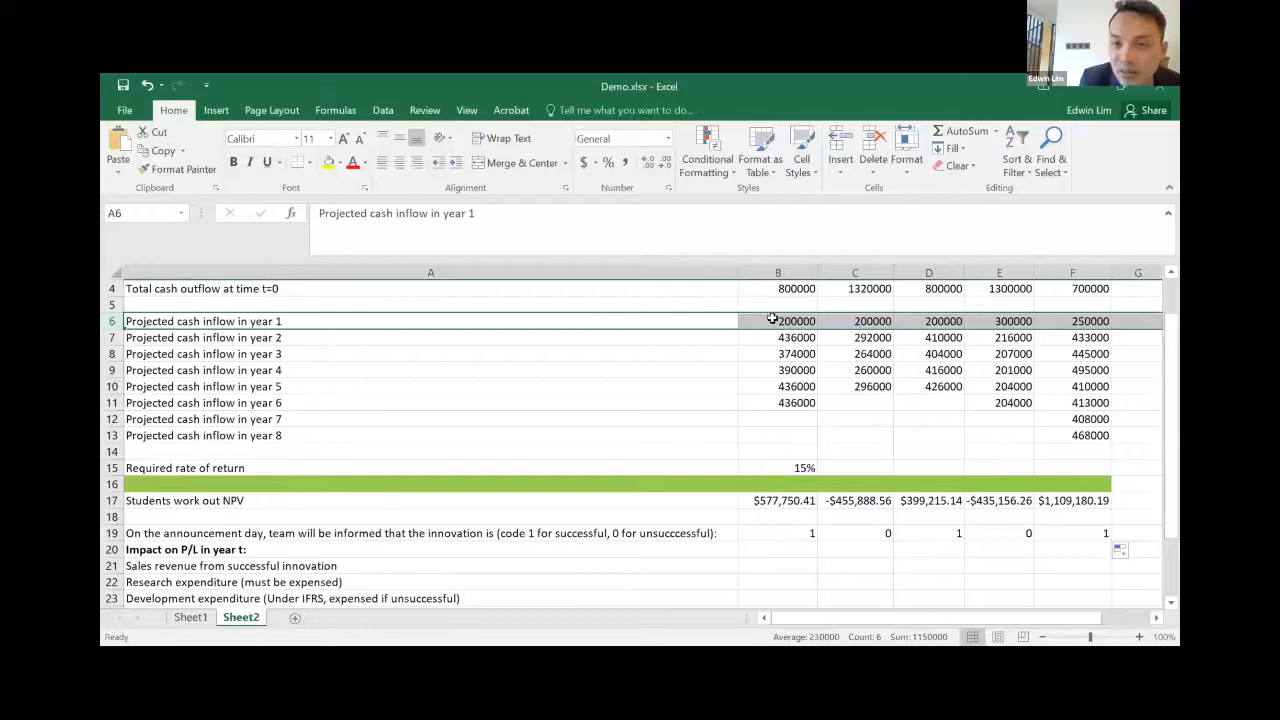 Edwin Lim
Demo.xlsx - Excel
File Home Insert Page Layout Formulas Data Review View Acrobat Tell me what you want to do... Edwin Lim Share
Paste Cut Copy Format Painter Clipboard
Calibri 11 B I U Font
Wrap Text Merge & Center Alignment
General $ % , Number
Conditional Formatting Format as Table Cell Styles Styles
Insert Delete Format Cells
AutoSum Fill Clear Sort & Filter Find & Select Editing
A6 fx Projected cash inflow in year 1
A B C D E F G
4 Total cash outflow at time t=0 800000 1320000 800000 1300000 700000
5
6 Projected cash inflow in year 1 200000 200000 200000 300000 250000
7 Projected cash inflow in year 2 436000 292000 410000 216000 433000
8 Projected cash inflow in year 3 374000 264000 404000 207000 445000
9 Projected cash inflow in year 4 390000 260000 416000 201000 495000
10 Projected cash inflow in year 5 436000 296000 426000 204000 410000
11 Projected cash inflow in year 6 436000 204000 413000
12 Projected cash inflow in year 7 408000
13 Projected cash inflow in year 8 468000
14
15 Required rate of return 15%
16
17 Students work out NPV $577,750.41 -$455,888.56 $399,215.14 -$435,156.26 $1,109,180.19
18
19 On the announcement day, team will be informed that the innovation is (code 1 for successful, 0 for unsucccessful): 1 0 1 0 1
20 Impact on P/L in year t:
21 Sales revenue from successful innovation
22 Research expenditure (must be expensed)
23 Development expenditure (Under IFRS, expensed if unsuccessful)
Sheet1 Sheet2
Ready Average: 230000 Count: 6 Sum: 1150000 100%